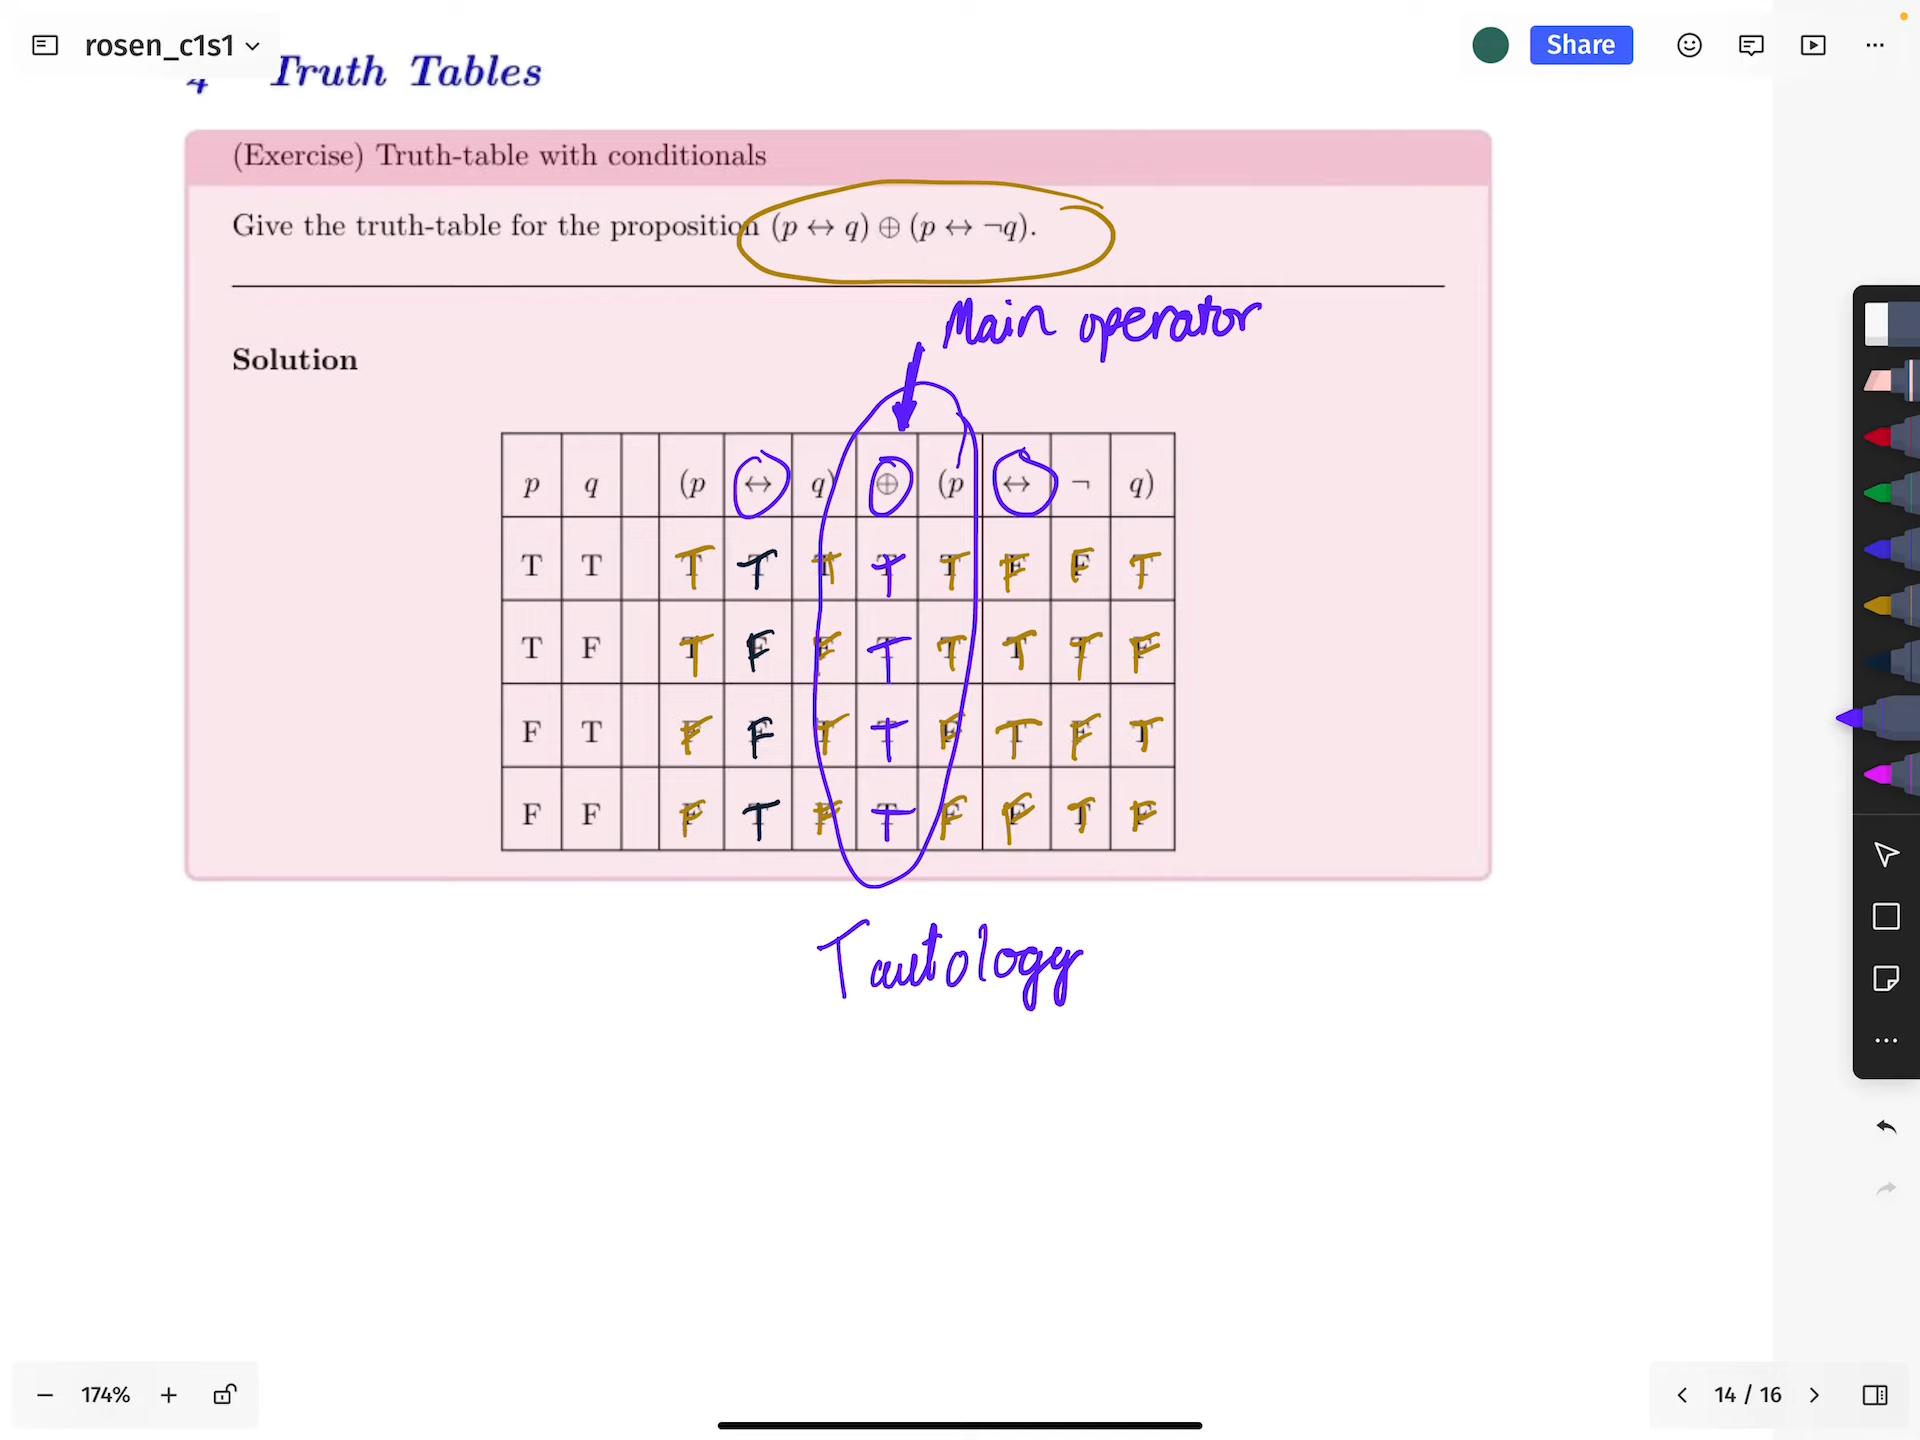 rosen_c1s1
Share
4 Truth Tables
(Exercise) Truth-table with conditionals
Give the truth-table for the proposition (p ↔ q) ⊕ (p ↔ ¬q).
Main operator
Solution
p q (p ↔ q) ⊕ (p ↔ ¬ q)
T T T T T T T F F T
T F T F F T T T T F
F T F F T T F T F T
F F F T F T F F T F
Tautology
174%
14 / 16